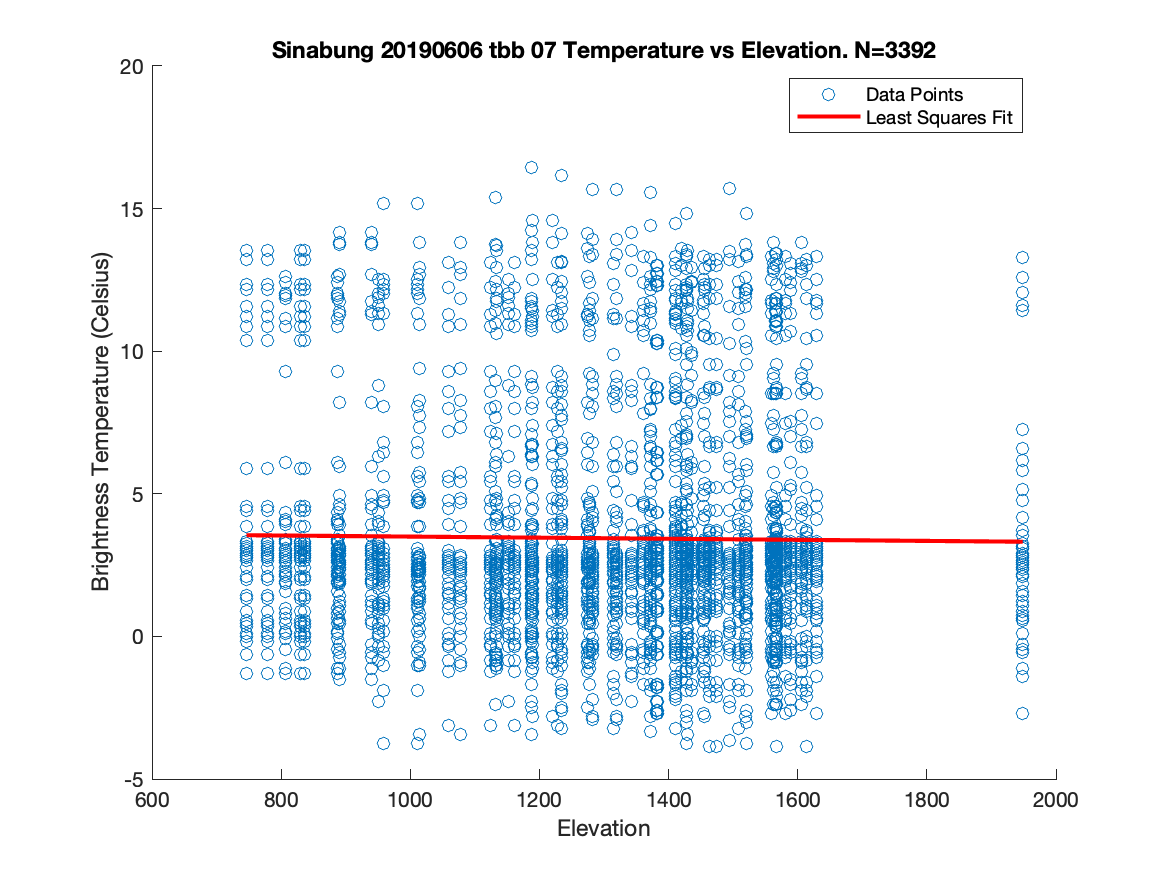 Sinabung 20190606 tbb 07 Temperature vs Elevation. N=3392
Data Points
Least Squares Fit
20
15
10
5
0
-5
Brightness Temperature (Celsius)
600 800 1000 1200 1400 1600 1800 2000
Elevation